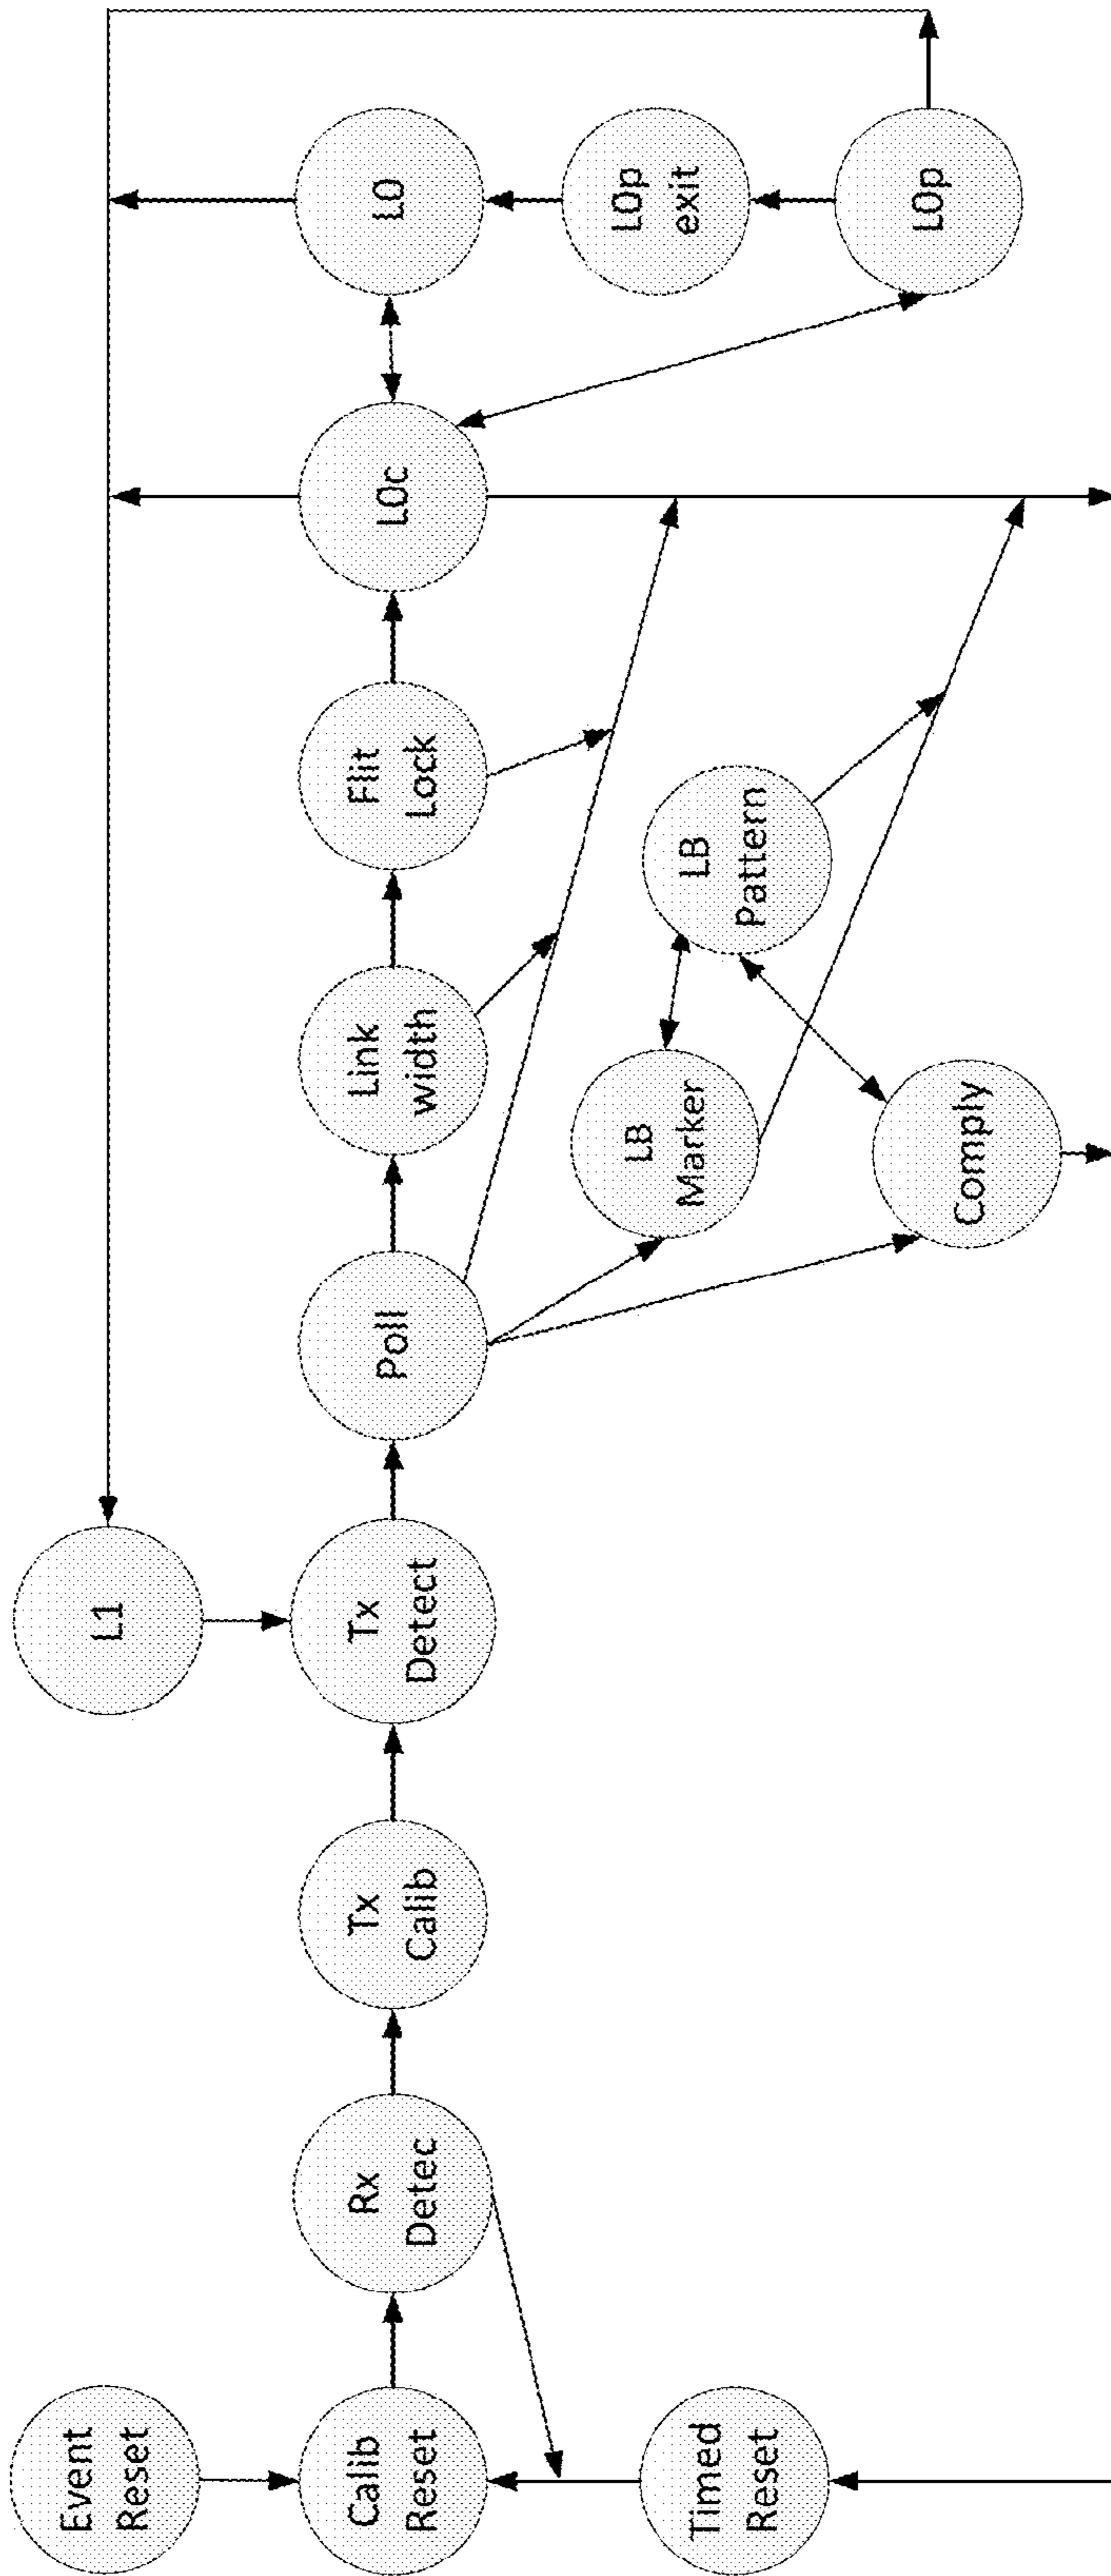 Event
Reset
Calib
Reset
Timed
Reset
Rx
Detec
Tx
Calib
L1
Tx
Detect
Poll
Link
width
Flit
Lock
L0c
L0
L0p
exit
L0p
LB
Marker
LB
Pattern
Comply